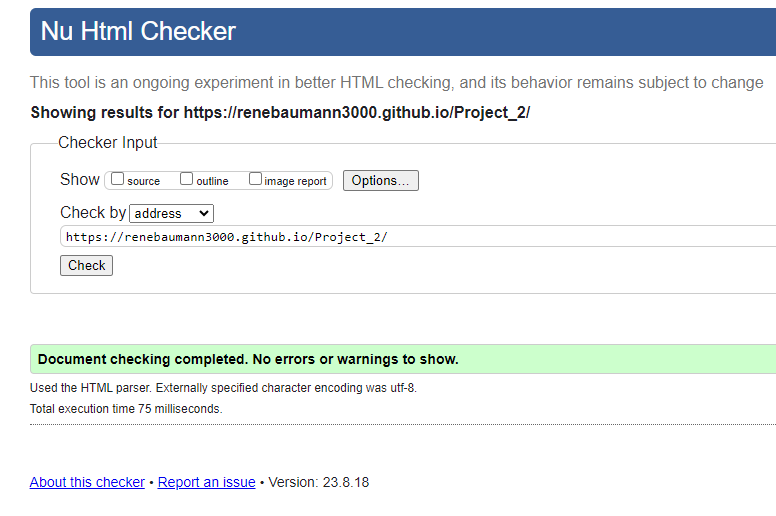 Nu Html Checker
This tool is an ongoing experiment in better HTML checking, and its behavior remains subject to change
Showing results for https://renebaumann3000.github.io/Project_2/
Checker Input
Show source outline image report Options...
Check by address
https://renebaumann3000.github.io/Project_2/
Check
Document checking completed. No errors or warnings to show.
Used the HTML parser. Externally specified character encoding was utf-8.
Total execution time 75 milliseconds.
About this checker • Report an issue • Version: 23.8.18